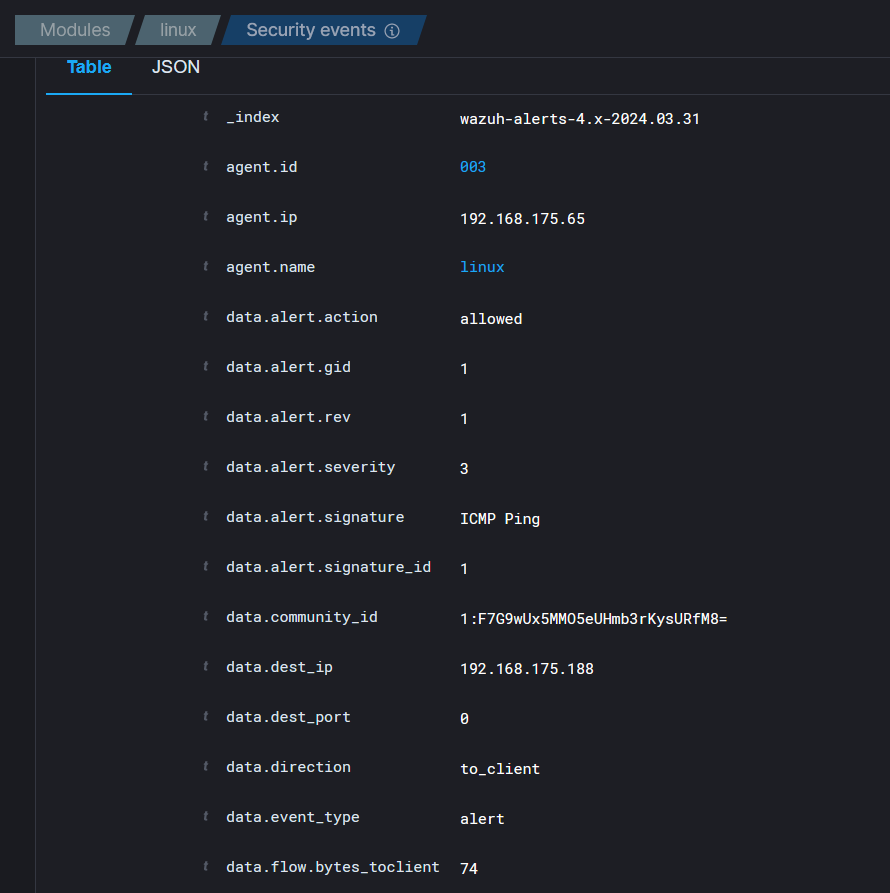 Modules linux Security events
Table JSON
t _index wazuh-alerts-4.x-2024.03.31
t agent.id 003
t agent.ip 192.168.175.65
t agent.name linux
t data.alert.action allowed
t data.alert.gid 1
t data.alert.rev 1
t data.alert.severity 3
t data.alert.signature ICMP Ping
t data.alert.signature_id 1
t data.community_id 1:F7G9wUx5MMO5eUHmb3rKysURfM8=
t data.dest_ip 192.168.175.188
t data.dest_port 0
t data.direction to_client
t data.event_type alert
t data.flow.bytes_toclient 74